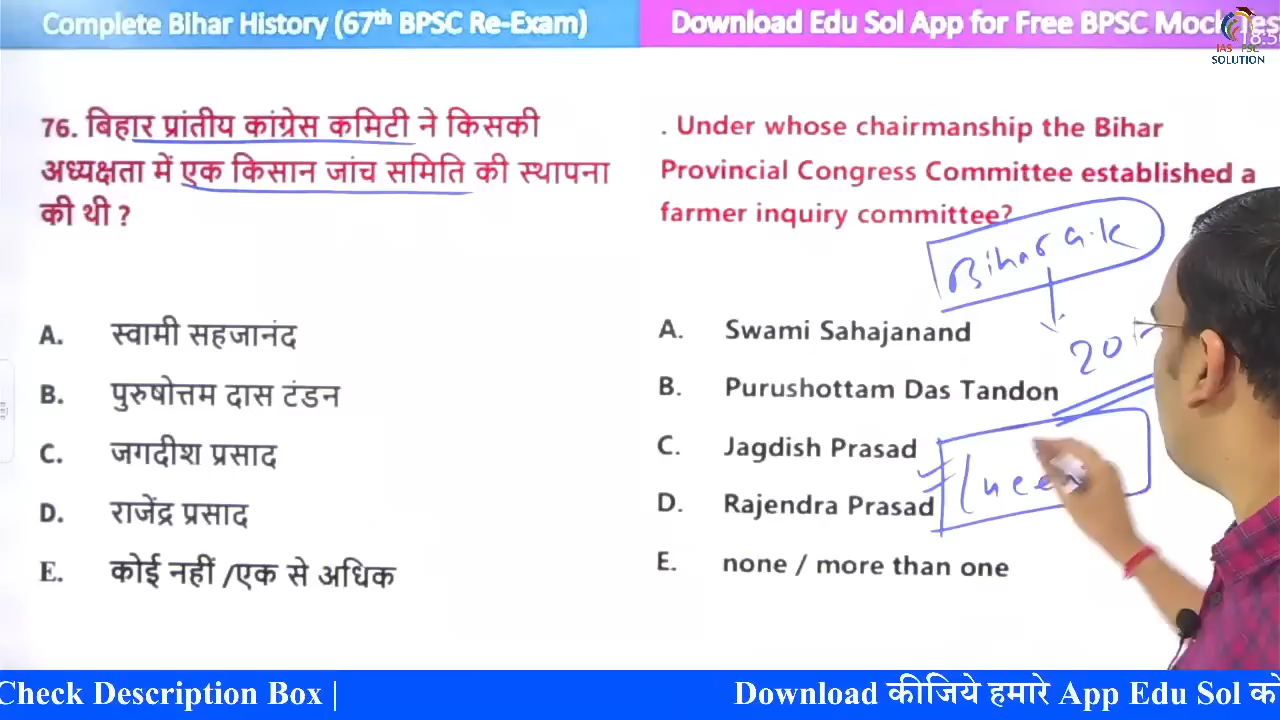 Complete Bihar History (67th BPSC Re-Exam)
Download Edu Sol App for Free BPSC Mock
SOLUTION
76. बिहार प्रांतीय कांग्रेस कमिटी ने किसकी
अध्यक्षता में एक किसान जांच समिति की स्थापना
की थी ?
A. स्वामी सहजानंद
B. पुरुषोत्तम दास टंडन
C. जगदीश प्रसाद
D. राजेंद्र प्रसाद
E. कोई नहीं /एक से अधिक
. Under whose chairmanship the Bihar
Provincial Congress Committee established a
farmer inquiry committee?
Bihar G.K
20
A. Swami Sahajanand
B. Purushottam Das Tandon
C. Jagdish Prasad
D. Rajendra Prasad
E. none / more than one
Check Description Box |
Download कीजिये हमारे App Edu Sol को